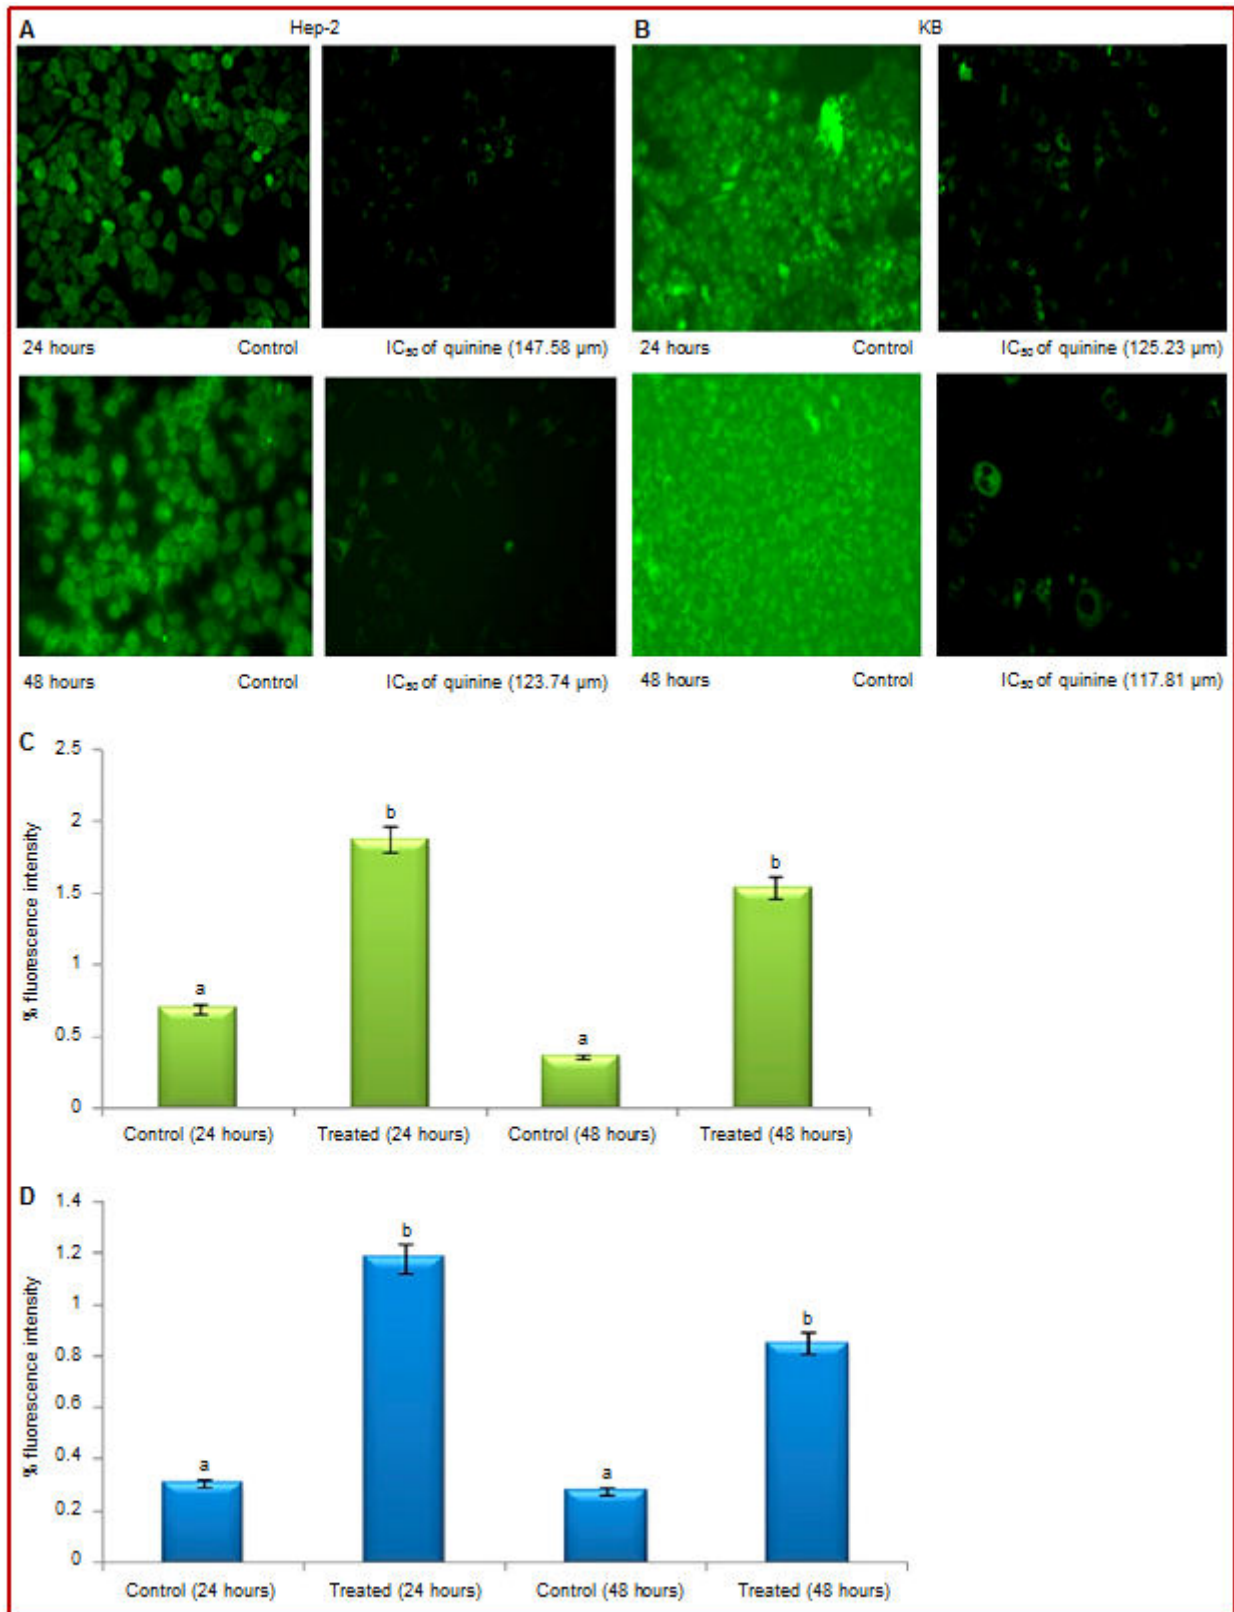 A Hep-2 B KB
24 hours Control IC₅₀ of quinine (147.58 µm) 24 hours Control IC₅₀ of quinine (125.23 µm)
48 hours Control IC₅₀ of quinine (123.74 µm) 48 hours Control IC₅₀ of quinine (117.81 µm)
C
% fluorescence intensity
2.5
2
1.5
1
0.5
0
a
b
a
b
Control (24 hours) Treated (24 hours) Control (48 hours) Treated (48 hours)
D
% fluorescence intensity
1.4
1.2
1
0.8
0.6
0.4
0.2
0
a
b
a
b
Control (24 hours) Treated (24 hours) Control (48 hours) Treated (48 hours)